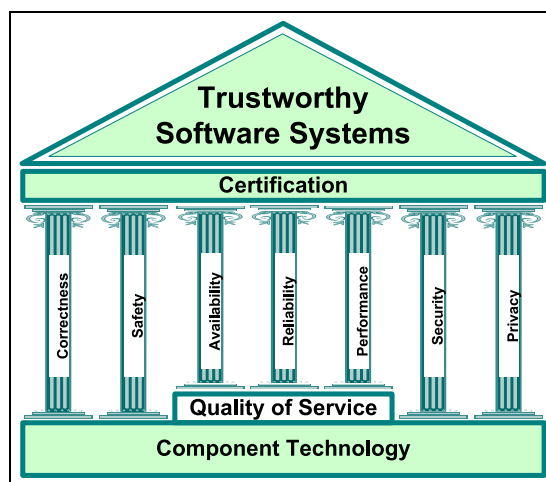 Trustworthy
Software Systems
Certification
Correctness
Safety
Availability
Reliability
Performance
Security
Privacy
Quality of Service
Component Technology